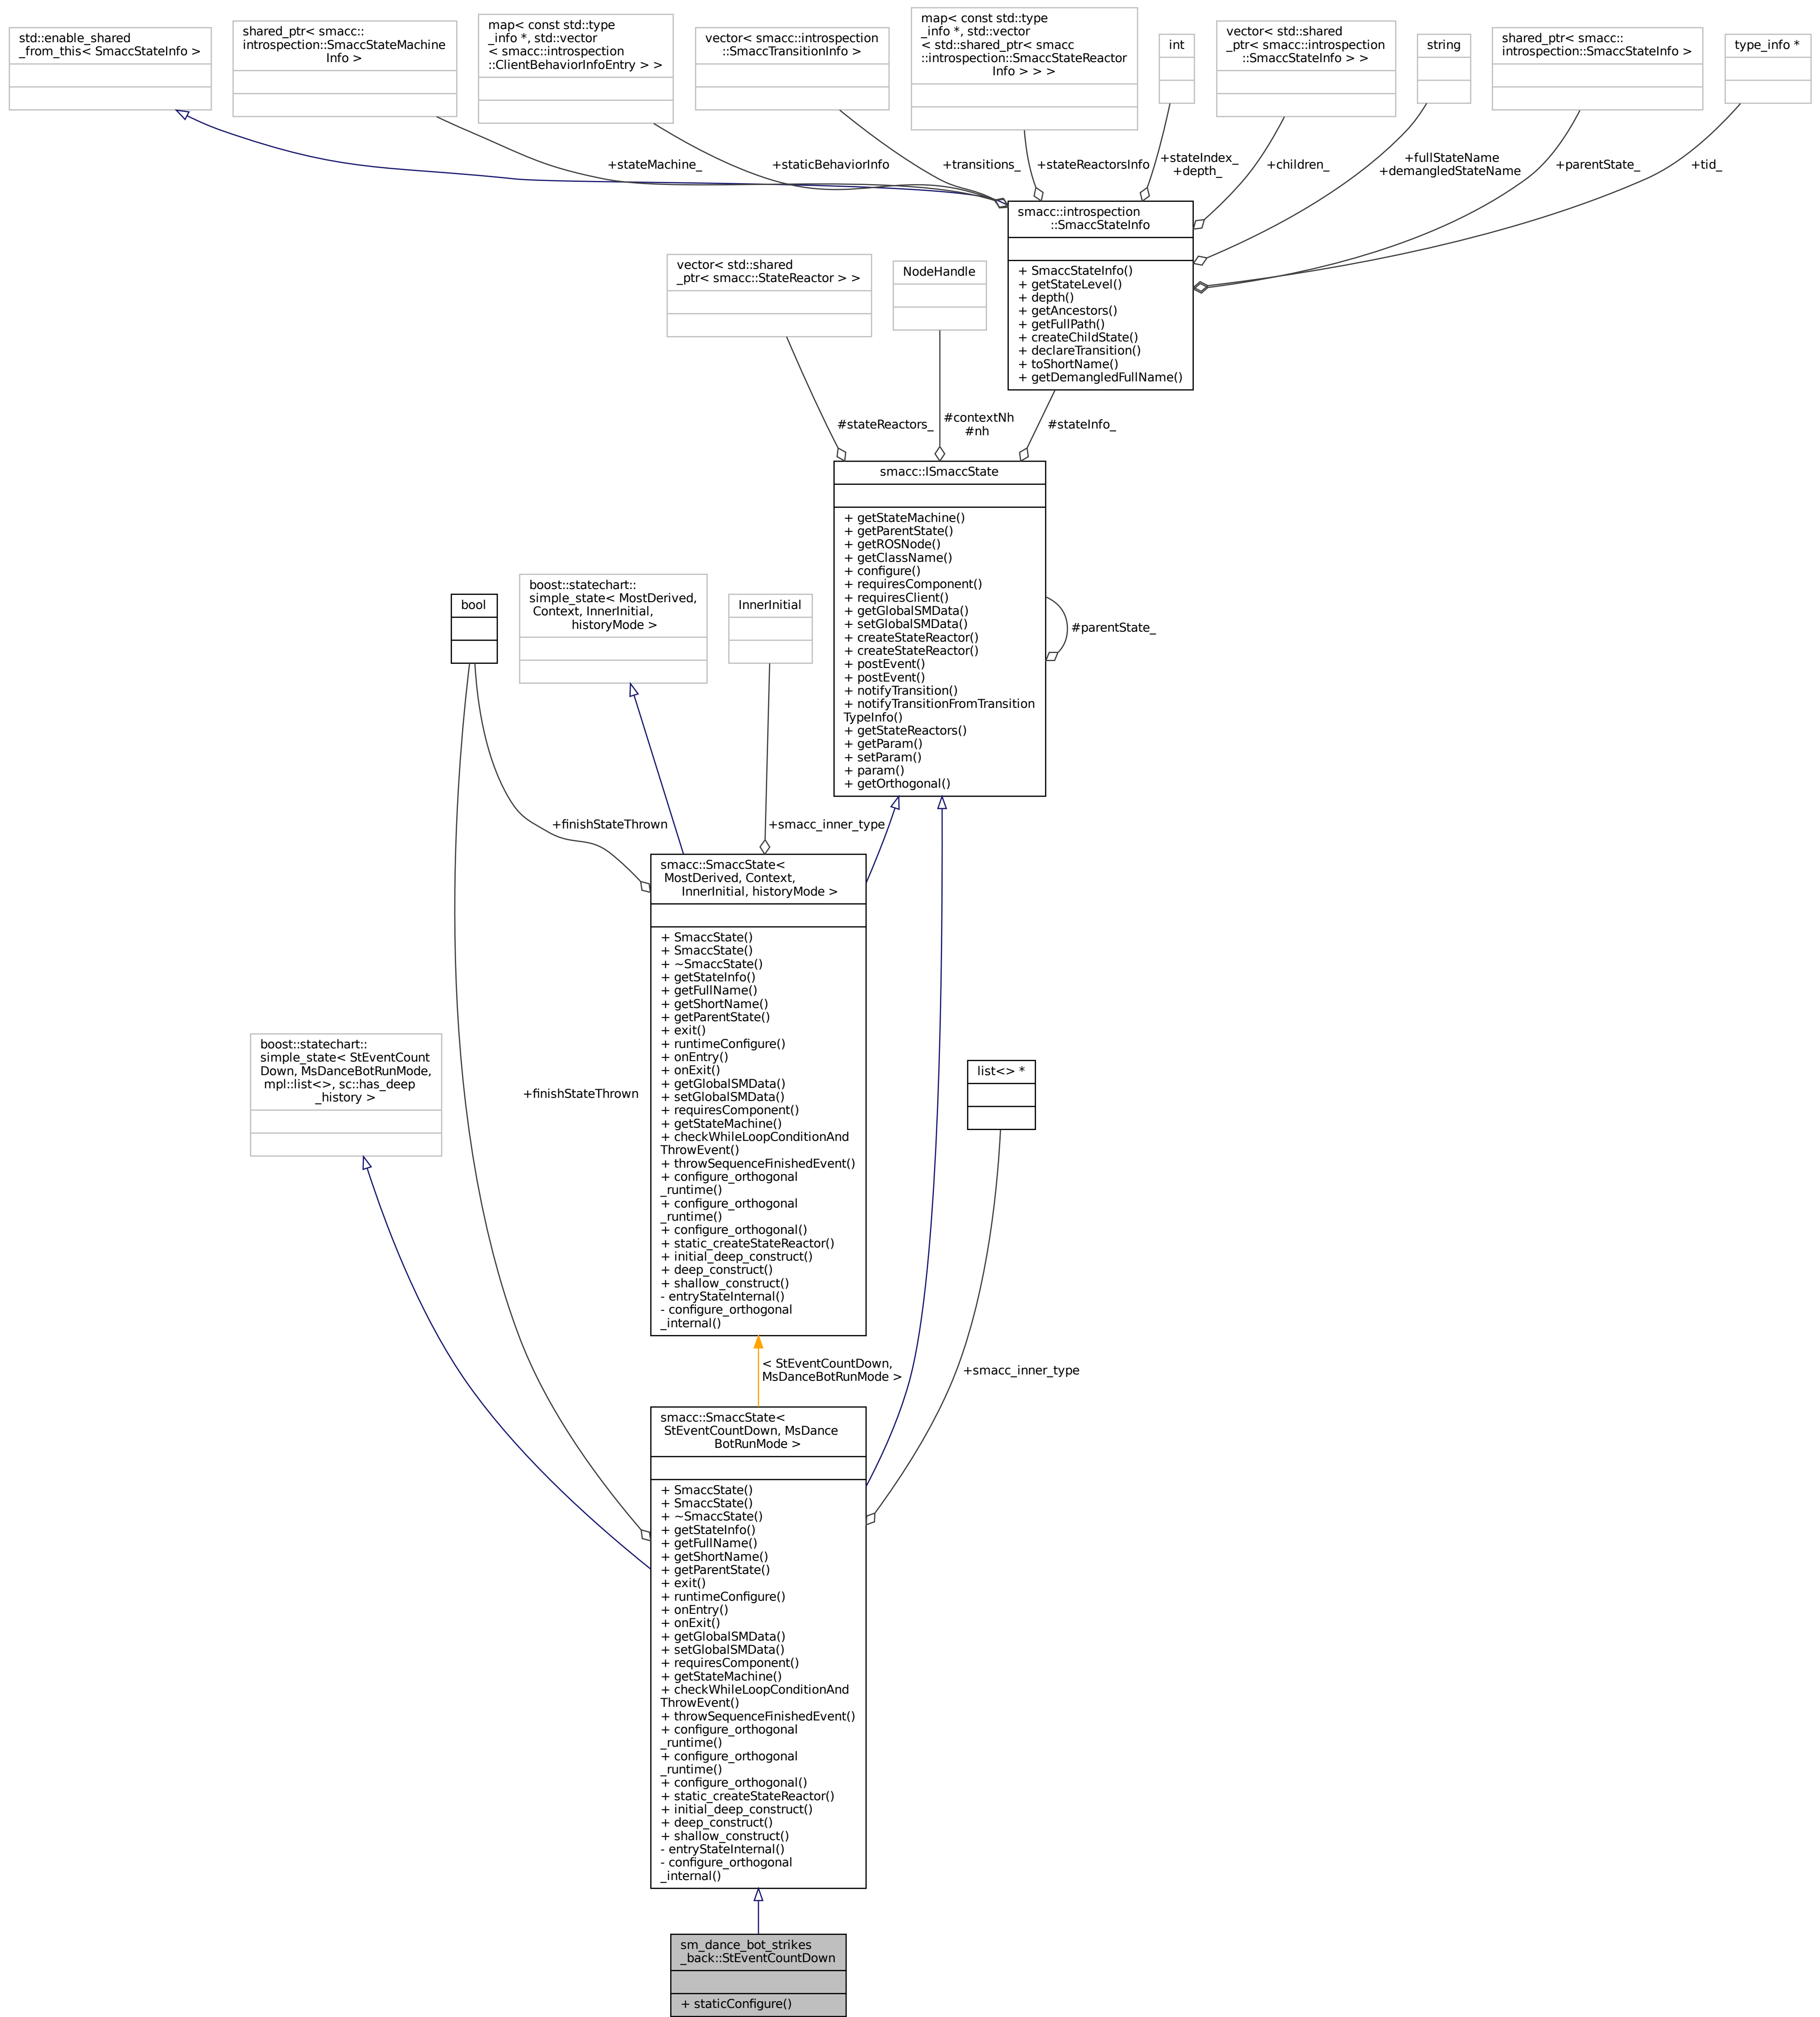 std::enable_shared
_from_this< SmaccStateInfo >
shared_ptr< smacc::
introspection::SmaccStateMachine
Info >
map< const std::type
_info *, std::vector
< smacc::introspection
::ClientBehaviorInfoEntry > >
vector< smacc::introspection
::SmaccTransitionInfo >
map< const std::type
_info *, std::vector
< std::shared_ptr< smacc
::introspection::SmaccStateReactor
Info > > >
int
vector< std::shared
_ptr< smacc::introspection
::SmaccStateInfo > >
string
shared_ptr< smacc::
introspection::SmaccStateInfo >
type_info *
+stateMachine_
+staticBehaviorInfo
+transitions_
+stateReactorsInfo
+stateIndex_
+depth_
+children_
+fullStateName
+demangledStateName
+parentState_
+tid_
smacc::introspection
::SmaccStateInfo
+ SmaccStateInfo()
+ getStateLevel()
+ depth()
+ getAncestors()
+ getFullPath()
+ createChildState()
+ declareTransition()
+ toShortName()
+ getDemangledFullName()
vector< std::shared
_ptr< smacc::StateReactor > >
NodeHandle
#stateReactors_
#contextNh
#nh
#stateInfo_
smacc::ISmaccState
+ getStateMachine()
+ getParentState()
+ getROSNode()
+ getClassName()
+ configure()
+ requiresComponent()
+ requiresClient()
+ getGlobalSMData()
+ setGlobalSMData()
+ createStateReactor()
+ createStateReactor()
+ postEvent()
+ postEvent()
+ notifyTransition()
+ notifyTransitionFromTransition
TypeInfo()
+ getStateReactors()
+ getParam()
+ setParam()
+ param()
+ getOrthogonal()
#parentState_
bool
boost::statechart::
simple_state< MostDerived,
Context, InnerInitial,
historyMode >
InnerInitial
+finishStateThrown
+smacc_inner_type
smacc::SmaccState<
MostDerived, Context,
InnerInitial, historyMode >
+ SmaccState()
+ SmaccState()
+ ~SmaccState()
+ getStateInfo()
+ getFullName()
+ getShortName()
+ getParentState()
+ exit()
+ runtimeConfigure()
+ onEntry()
+ onExit()
+ getGlobalSMData()
+ setGlobalSMData()
+ requiresComponent()
+ getStateMachine()
+ checkWhileLoopConditionAnd
ThrowEvent()
+ throwSequenceFinishedEvent()
+ configure_orthogonal
_runtime()
+ configure_orthogonal
_runtime()
+ configure_orthogonal()
+ static_createStateReactor()
+ initial_deep_construct()
+ deep_construct()
+ shallow_construct()
- entryStateInternal()
- configure_orthogonal
_internal()
boost::statechart::
simple_state< StEventCount
Down, MsDanceBotRunMode,
mpl::list<>, sc::has_deep
_history >
+finishStateThrown
list<> *
< StEventCountDown,
MsDanceBotRunMode >
+smacc_inner_type
smacc::SmaccState<
StEventCountDown, MsDance
BotRunMode >
+ SmaccState()
+ SmaccState()
+ ~SmaccState()
+ getStateInfo()
+ getFullName()
+ getShortName()
+ getParentState()
+ exit()
+ runtimeConfigure()
+ onEntry()
+ onExit()
+ getGlobalSMData()
+ setGlobalSMData()
+ requiresComponent()
+ getStateMachine()
+ checkWhileLoopConditionAnd
ThrowEvent()
+ throwSequenceFinishedEvent()
+ configure_orthogonal
_runtime()
+ configure_orthogonal
_runtime()
+ configure_orthogonal()
+ static_createStateReactor()
+ initial_deep_construct()
+ deep_construct()
+ shallow_construct()
- entryStateInternal()
- configure_orthogonal
_internal()
sm_dance_bot_strikes
_back::StEventCountDown
+ staticConfigure()